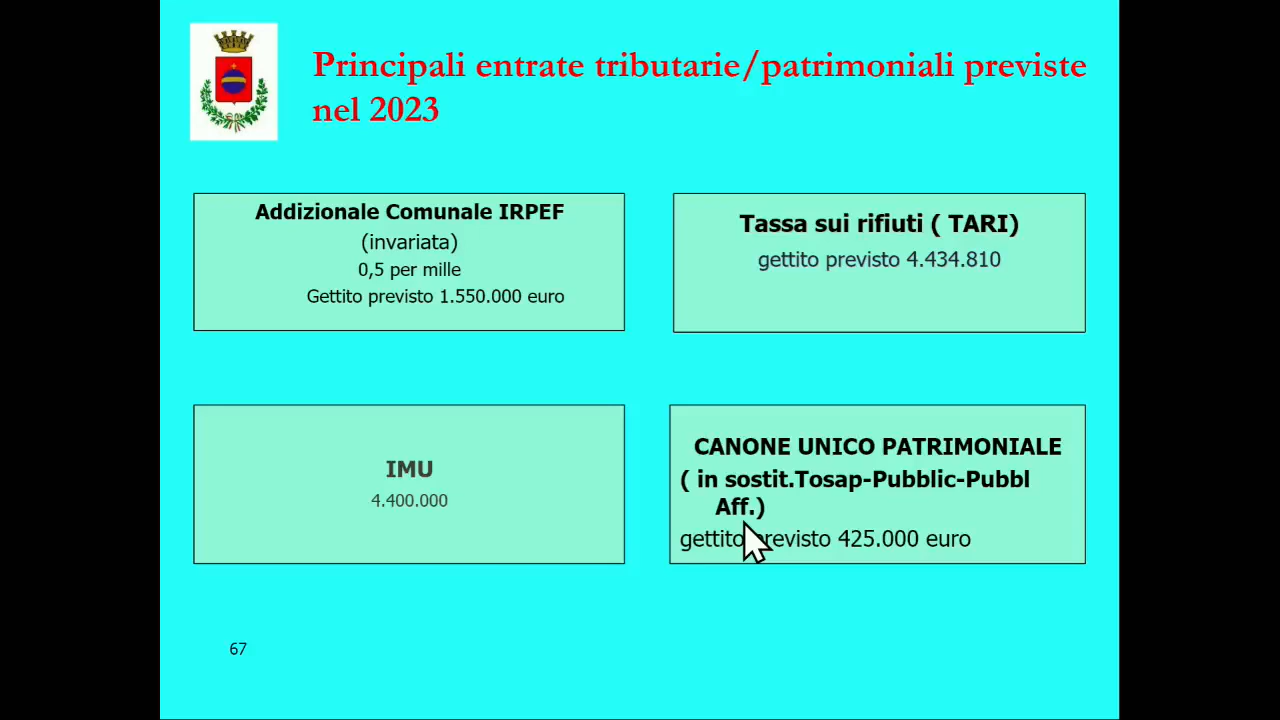 Principali entrate tributarie/patrimoniali previste
nel 2023
Addizionale Comunale IRPEF
(invariata)
0,5 per mille
Gettito previsto 1.550.000 euro
Tassa sui rifiuti ( TARI)
gettito previsto 4.434.810
IMU
4.400.000
CANONE UNICO PATRIMONIALE
( in sostit.Tosap-Pubblic-Pubbl
Aff.)
gettito previsto 425.000 euro
67